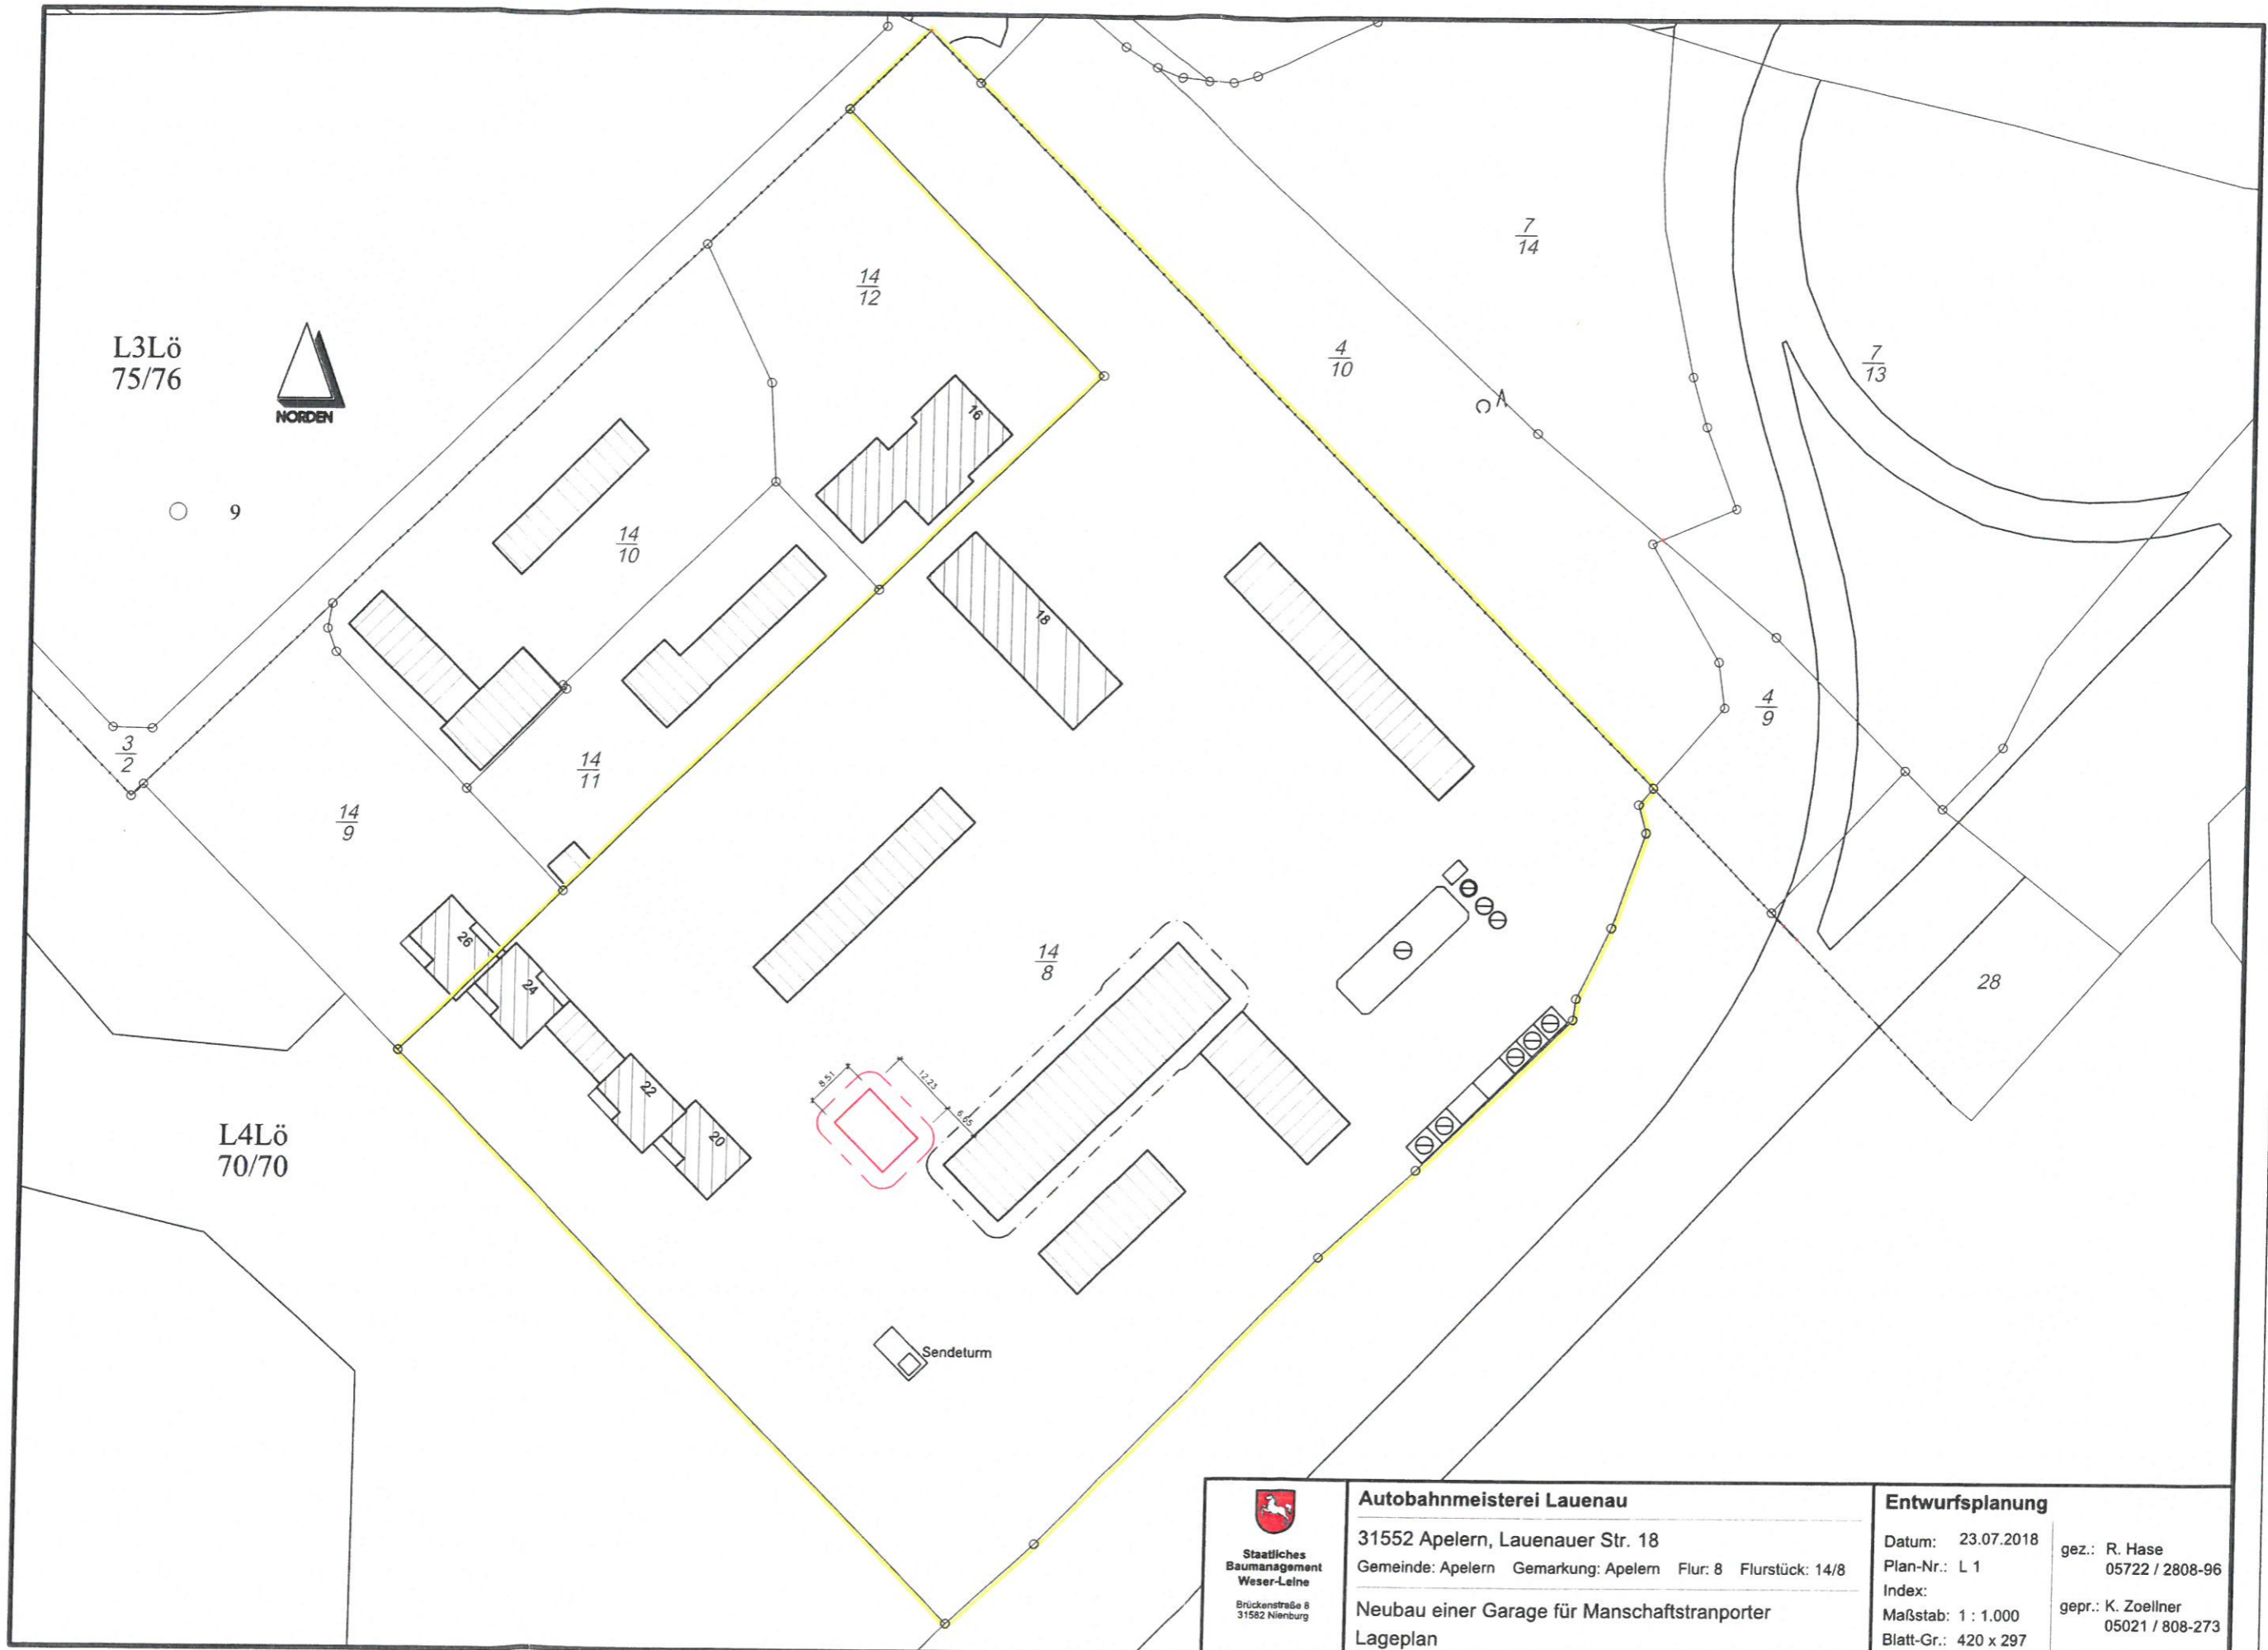 7
14
14
12
L3Lö
75/76
4
10
7
13
NORDEN
16
9
14
10
18
4
9
3
2
14
11
14
9
26
24
14
8
28
8.51
12.23
6.65
22
20
L4Lö
70/70
Sendeturm
Staatliches
Baumanagement
Weser-Leine
Brückenstraße 8
31582 Nienburg
Autobahnmeisterei Lauenau
31552 Apelern, Lauenauer Str. 18
Gemeinde: Apelern Gemarkung: Apelern Flur: 8 Flurstück: 14/8
Neubau einer Garage für Manschaftstranporter
Lageplan
Entwurfsplanung
Datum: 23.07.2018
Plan-Nr.: L 1
Index:
Maßstab: 1 : 1.000
Blatt-Gr.: 420 x 297
gez.: R. Hase
05722 / 2808-96
gepr.: K. Zoellner
05021 / 808-273